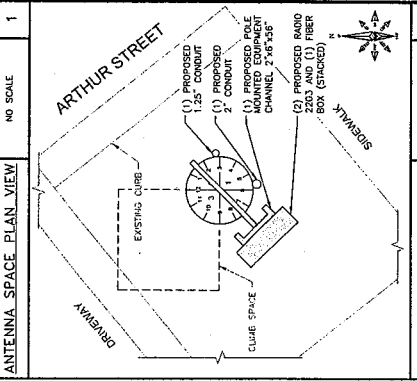 ANTENNA SPACE PLAN VIEW
NO SCALE
1
ARTHUR STREET
(1) PROPOSED
1.25" CONDUIT
(1) PROPOSED
2" CONDUIT
(1) PROPOSED POLE
MOUNTED EQUIPMENT
CHANNEL 2"x6"x56"
(2) PROPOSED RADIO
2203 AND (1) FIBER
BOX (STACKED)
EXISTING CURB
SIDEWALK
DRIVEWAY
CLIMB SPACE
N